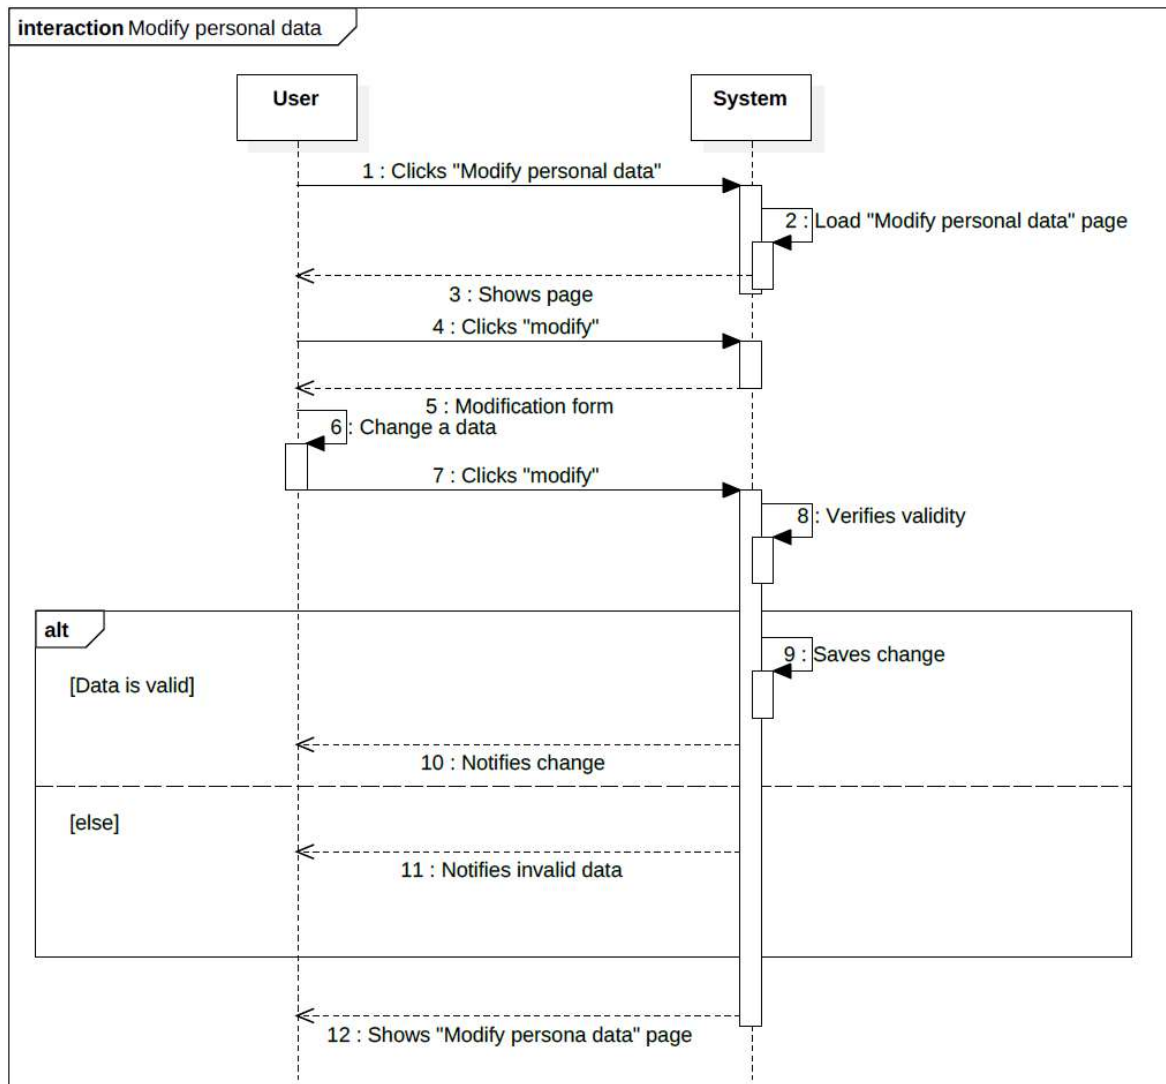 interaction Modify personal data
User
System
1 : Clicks "Modify personal data"
2 : Load "Modify personal data" page
3 : Shows page
4 : Clicks "modify"
5 : Modification form
6 : Change a data
7 : Clicks "modify"
8 : Verifies validity
alt
9 : Saves change
[Data is valid]
10 : Notifies change
[else]
11 : Notifies invalid data
12 : Shows "Modify persona data" page